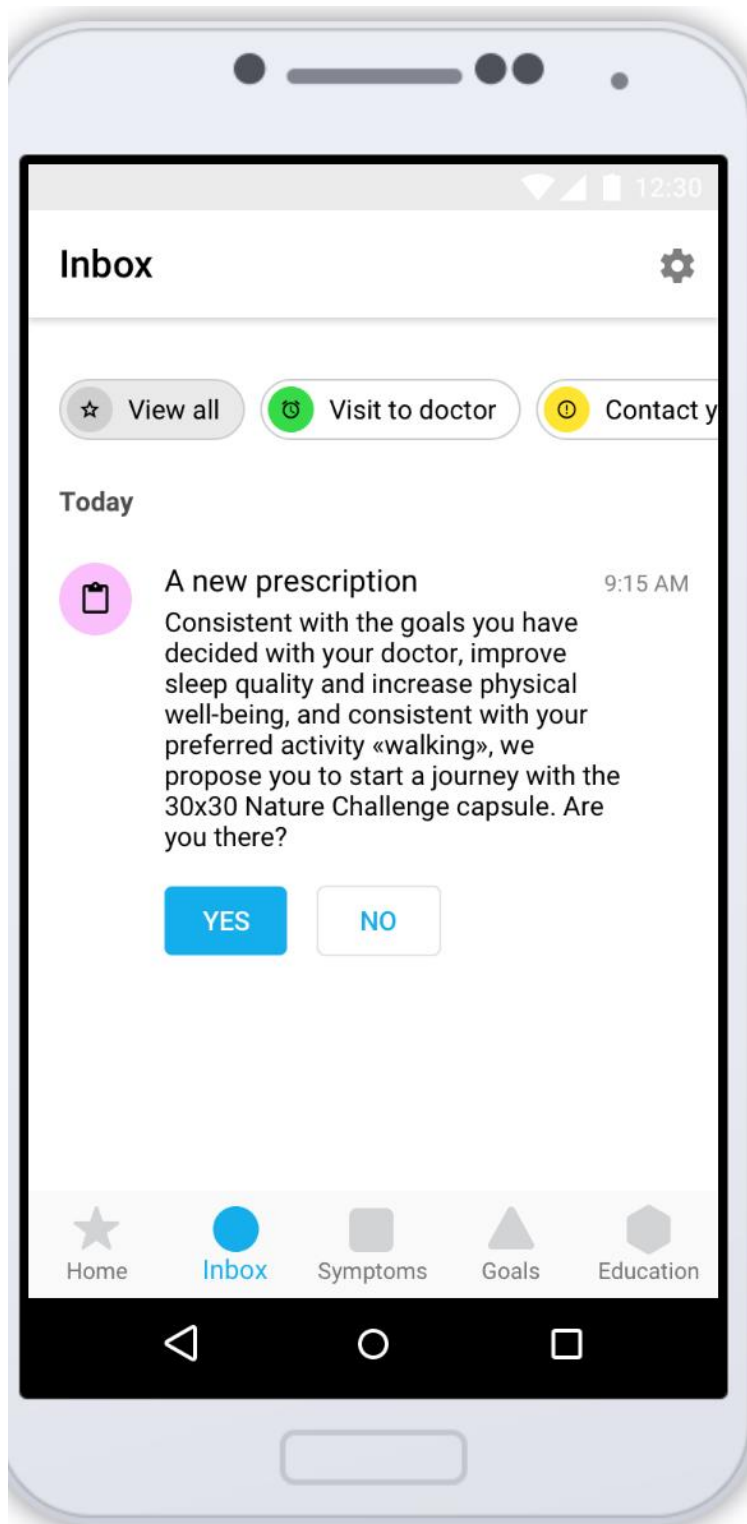 12:30
Inbox
View all
Visit to doctor
Contact y
Today
A new prescription
9:15 AM
Consistent with the goals you have
decided with your doctor, improve
sleep quality and increase physical
well-being, and consistent with your
preferred activity «walking», we
propose you to start a journey with the
30x30 Nature Challenge capsule. Are
you there?
YES
NO
Home
Inbox
Symptoms
Goals
Education